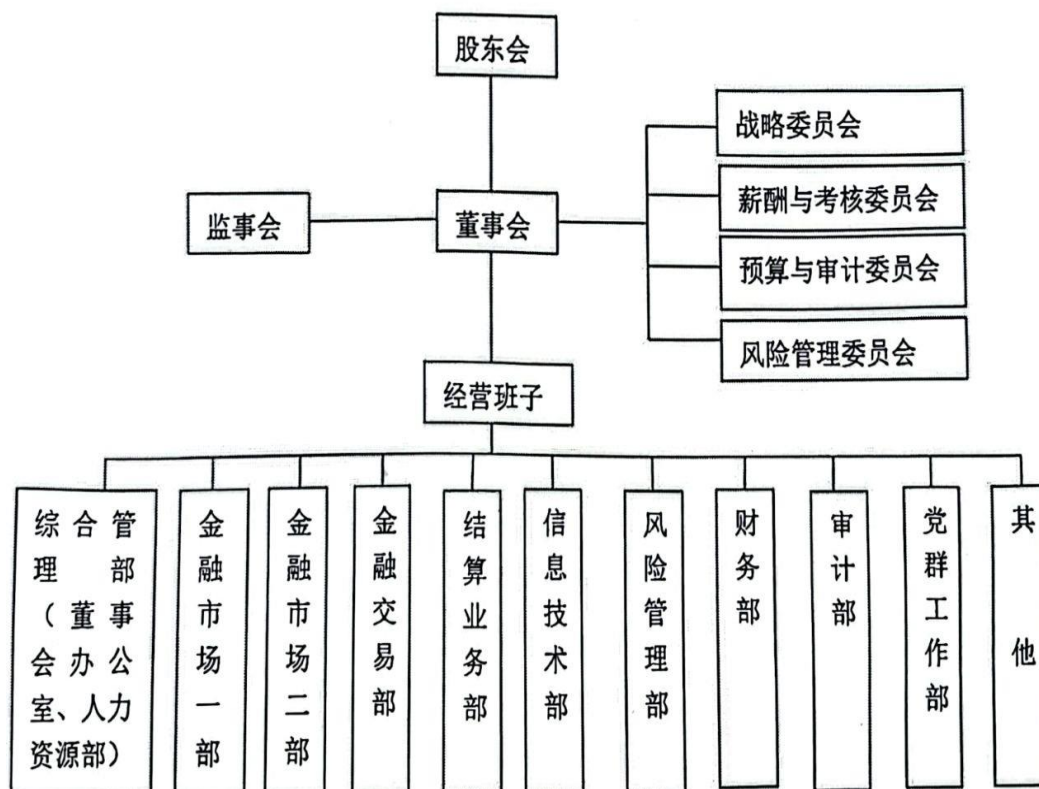 股东会
战略委员会
薪酬与考核委员会
监事会
董事会
预算与审计委员会
风险管理委员会
经营班子
综合管
理部
（董事
会办公
室、人力
资源部）
金融市场一部
金融市场二部
金融交易部
结算业务部
信息技术部
风险管理部
财务部
审计部
党群工作部
其他